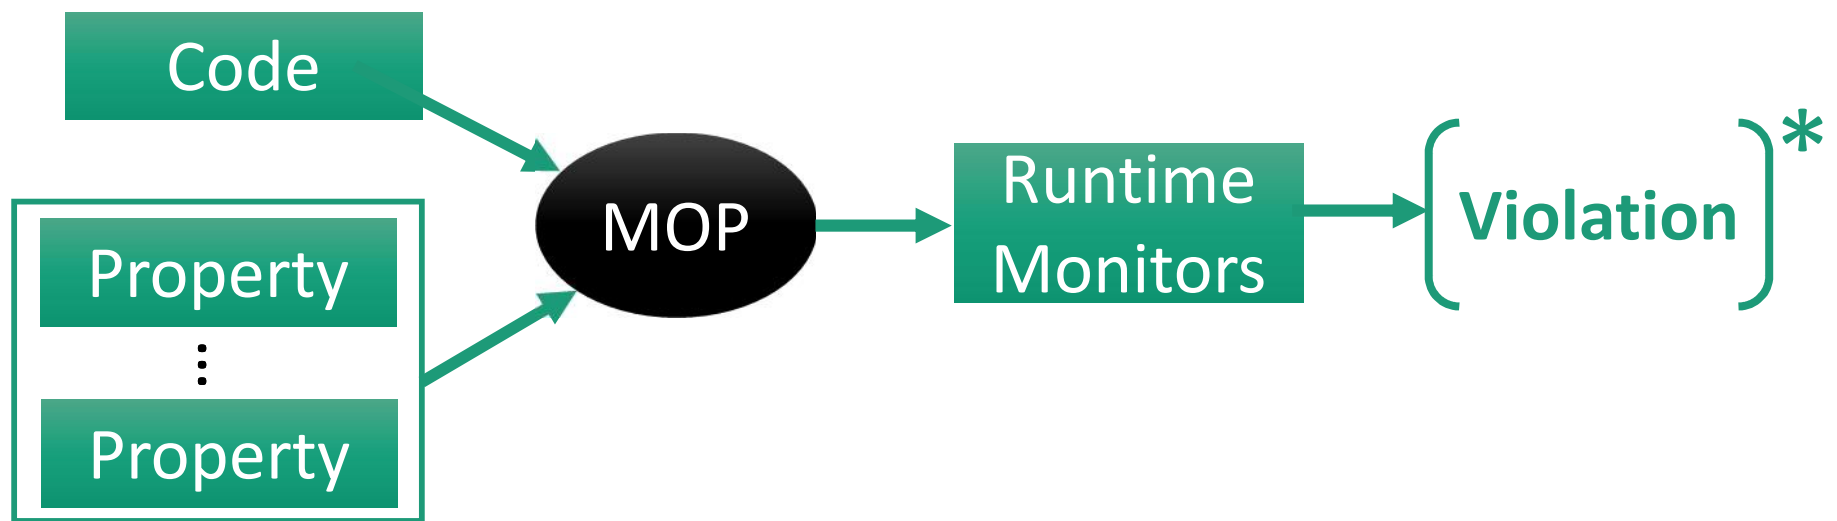 Code
Property
⋮
Property
MOP
Runtime
Monitors
Violation
*